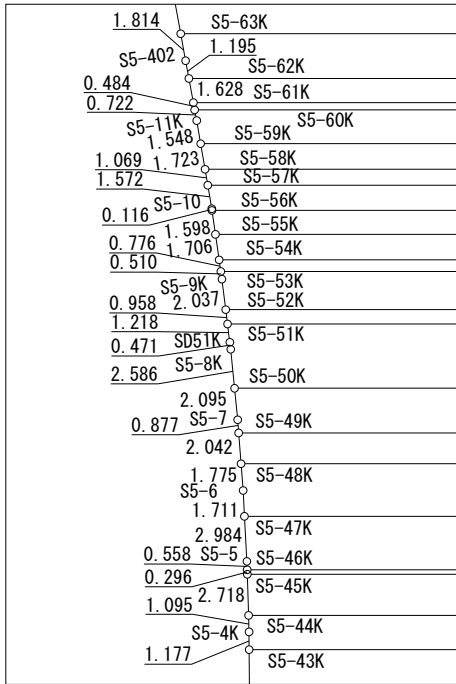 1.814 S5-63K
S5-402 1.195
S5-62K
0.484 1.628 S5-61K
0.722 S5-60K
S5-11K
1.548 S5-59K
1.069 1.723 S5-58K
1.572 S5-57K
S5-10 S5-56K
0.116 1.598 S5-55K
0.776 1.706 S5-54K
0.510
S5-9K S5-53K
0.958 2.037 S5-52K
1.218
SD51K S5-51K
0.471
S5-8K
2.586 S5-50K
2.095
S5-7 S5-49K
0.877
2.042
1.775 S5-48K
S5-6
1.711
S5-47K
2.984
0.558 S5-5 S5-46K
0.296 S5-45K
2.718
1.095
S5-4K S5-44K
1.177 S5-43K